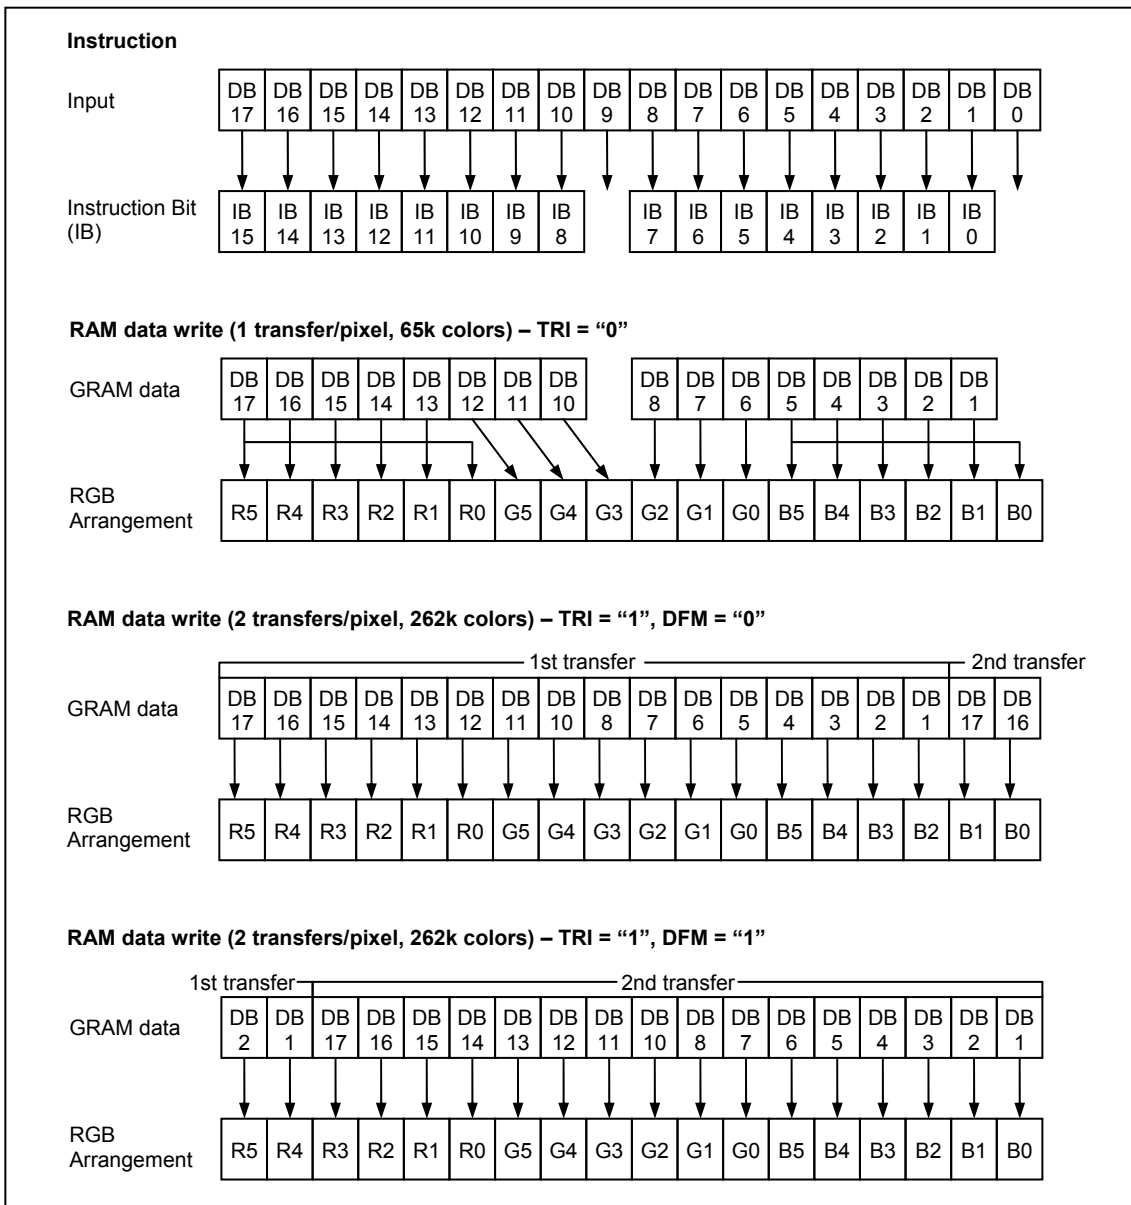 Instruction
Input
DB 17 DB 16 DB 15 DB 14 DB 13 DB 12 DB 11 DB 10 DB 9 DB 8 DB 7 DB 6 DB 5 DB 4 DB 3 DB 2 DB 1 DB 0
Instruction Bit
(IB)
IB 15 IB 14 IB 13 IB 12 IB 11 IB 10 IB 9 IB 8 IB 7 IB 6 IB 5 IB 4 IB 3 IB 2 IB 1 IB 0
RAM data write (1 transfer/pixel, 65k colors) – TRI = “0”
GRAM data
DB 17 DB 16 DB 15 DB 14 DB 13 DB 12 DB 11 DB 10 DB 8 DB 7 DB 6 DB 5 DB 4 DB 3 DB 2 DB 1
RGB
Arrangement
R5 R4 R3 R2 R1 R0 G5 G4 G3 G2 G1 G0 B5 B4 B3 B2 B1 B0
RAM data write (2 transfers/pixel, 262k colors) – TRI = “1”, DFM = “0”
1st transfer 2nd transfer
GRAM data
DB 17 DB 16 DB 15 DB 14 DB 13 DB 12 DB 11 DB 10 DB 8 DB 7 DB 6 DB 5 DB 4 DB 3 DB 2 DB 1 DB 17 DB 16
RGB
Arrangement
R5 R4 R3 R2 R1 R0 G5 G4 G3 G2 G1 G0 B5 B4 B3 B2 B1 B0
RAM data write (2 transfers/pixel, 262k colors) – TRI = “1”, DFM = “1”
1st transfer 2nd transfer
GRAM data
DB 2 DB 1 DB 17 DB 16 DB 15 DB 14 DB 13 DB 12 DB 11 DB 10 DB 8 DB 7 DB 6 DB 5 DB 4 DB 3 DB 2 DB 1
RGB
Arrangement
R5 R4 R3 R2 R1 R0 G5 G4 G3 G2 G1 G0 B5 B4 B3 B2 B1 B0